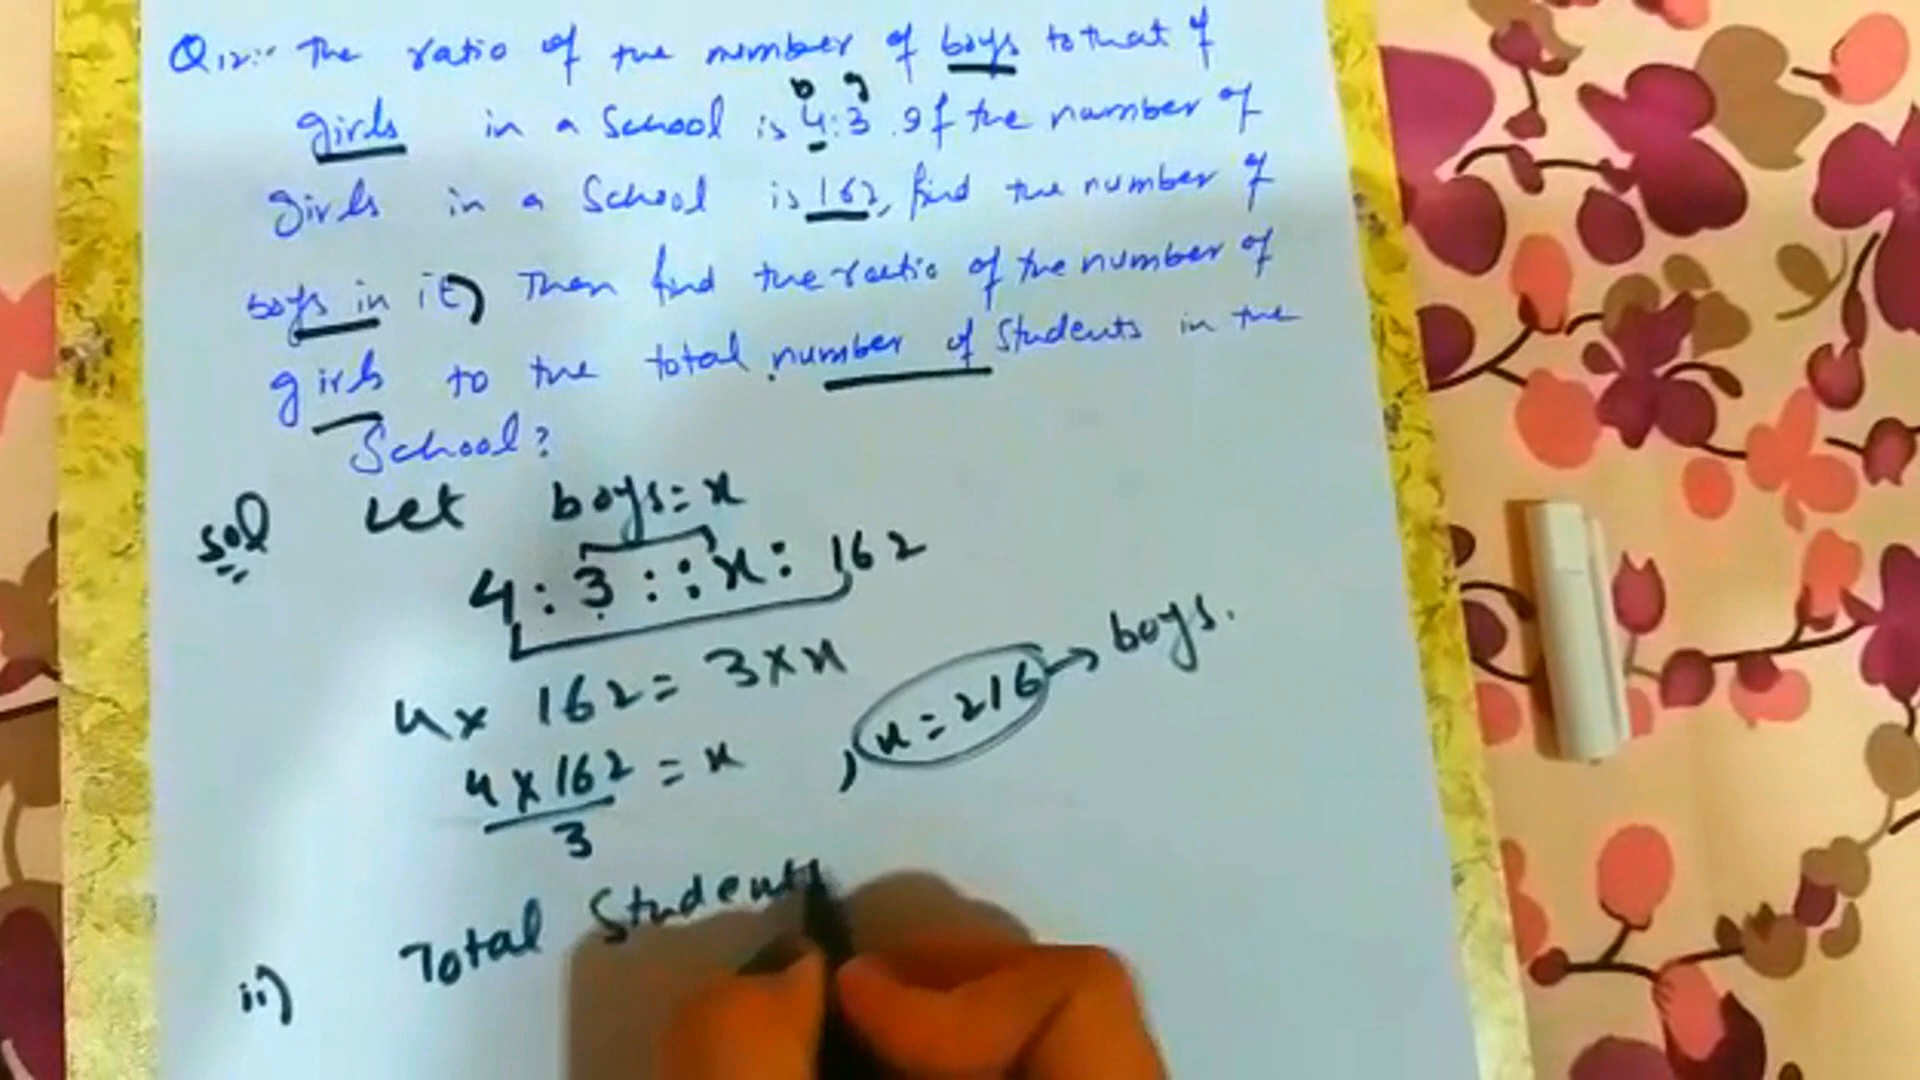 Q12:- The ratio of the number of boys to that of
b g
girls in a School is 4:3. If the number of
girls in a School is 162, find the number of
boys in it) Then find the ratio of the number of
girls to the total number of Students in the
School?
Sol Let boys = x
4 : 3 :: x : 162
4 x 162 = 3 x x
4 x 162 / 3 = x , x = 216 → boys.
ii) Total Students